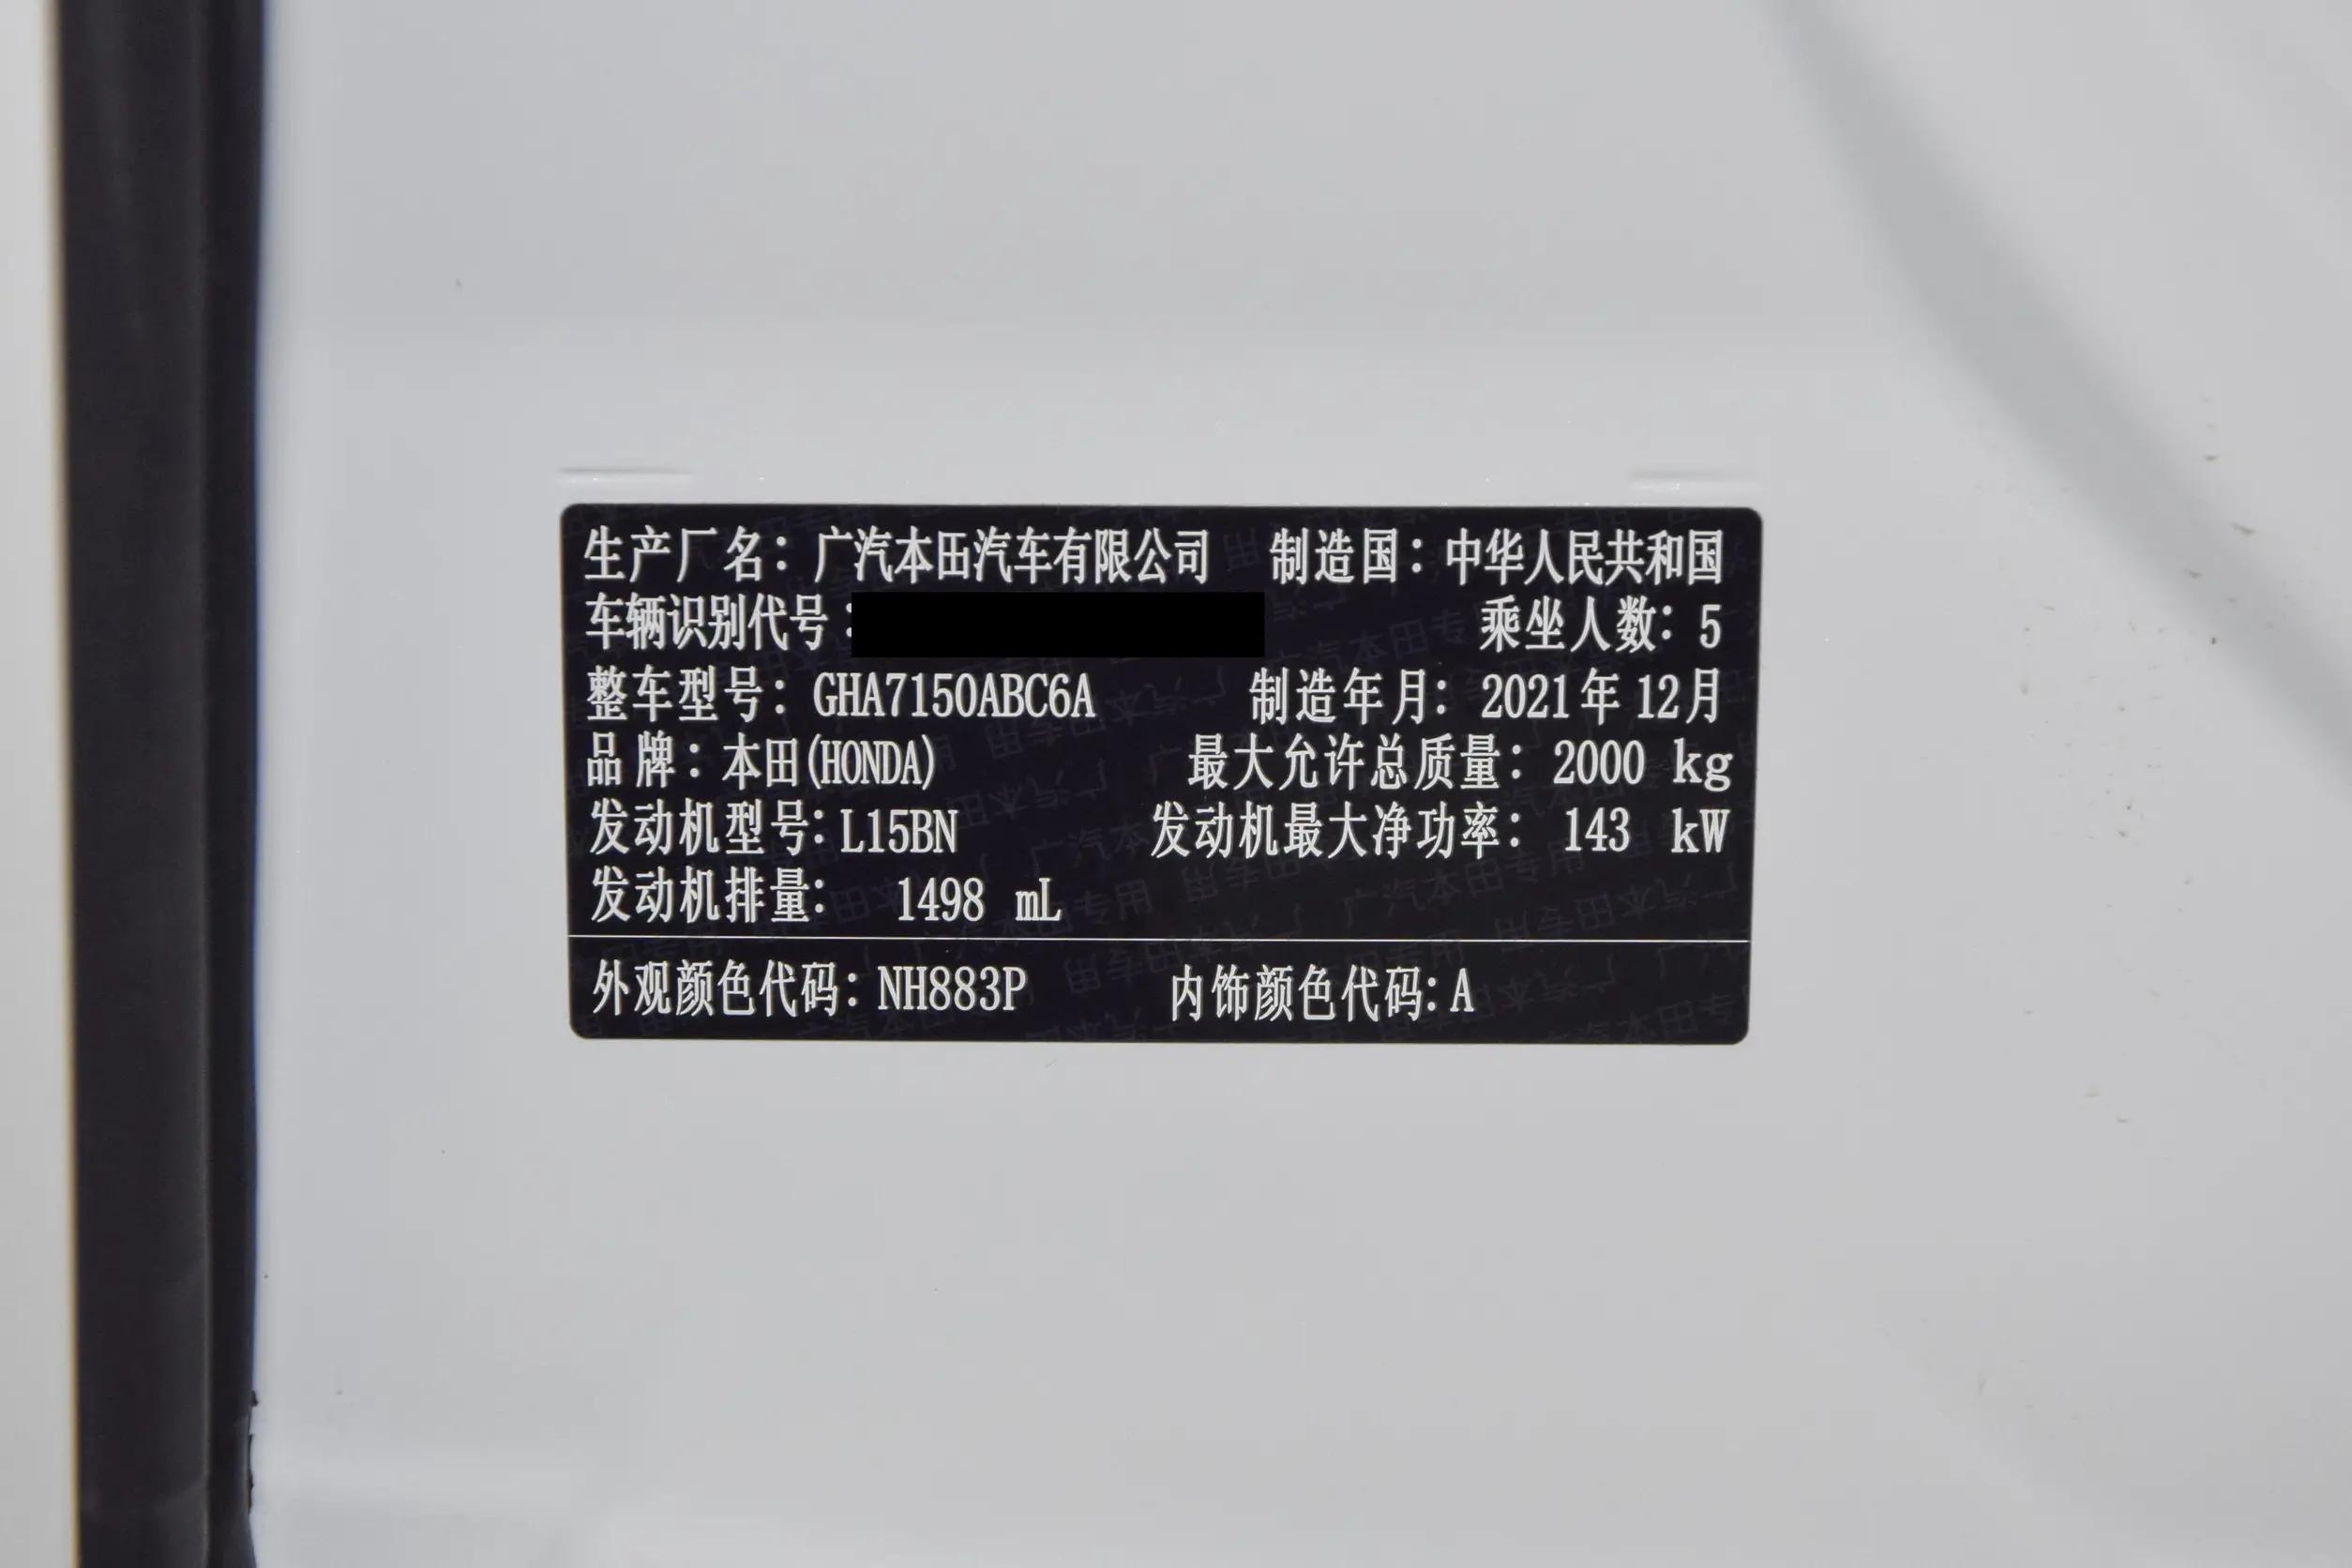 生产厂名：广汽本田汽车有限公司 制造国：中华人民共和国
车辆识别代号： 乘坐人数：5
整车型号：GHA7150ABC6A 制造年月：2021年12月
品牌：本田(HONDA) 最大允许总质量：2000 kg
发动机型号：L15BN 发动机最大净功率：143 kW
发动机排量：1498 mL
外观颜色代码：NH883P 内饰颜色代码：A